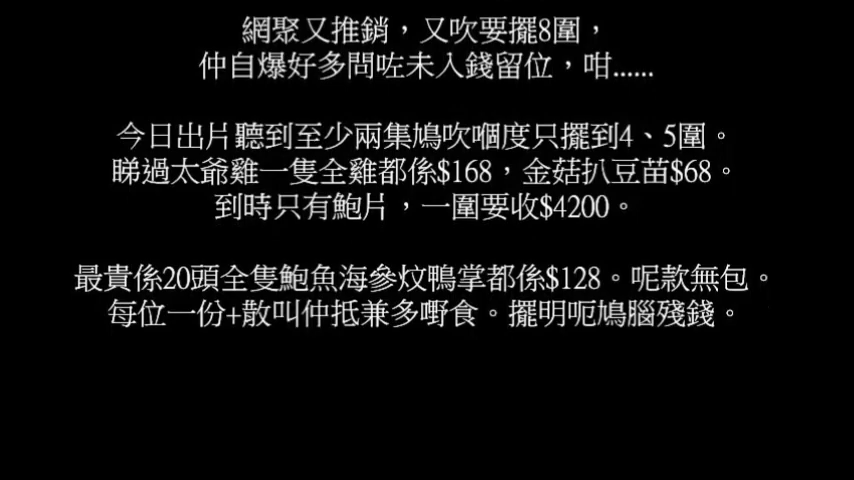 網聚又推銷，又吹要擺8圍，
仲自爆好多問咗未入錢留位，咁......
今日出片聽到至少兩集鳩吹嗰度只擺到4、5圍。
睇過太爺雞一隻全雞都係$168，金菇扒豆苗$68。
到時只有鮑片，一圍要收$4200。
最貴係20頭全隻鮑魚海參炆鴨掌都係$128。呢款無包。
每位一份+散叫仲抵兼多嘢食。擺明呃鳩腦殘錢。